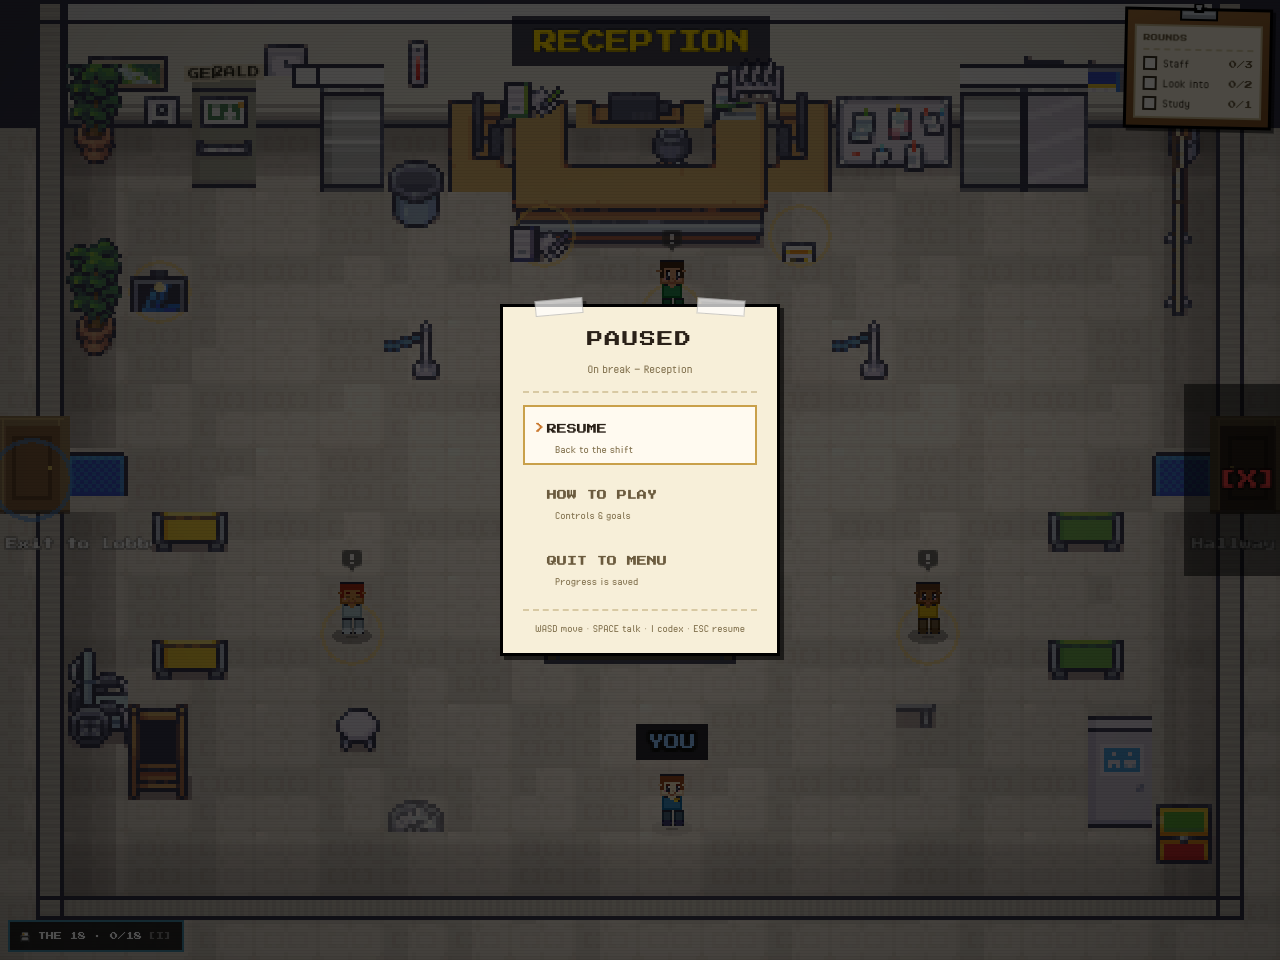 RECEPTION
GERALD
ROUNDS
Staff 0/3
Look into 0/2
Study 0/1
PAUSED
On break — Reception
> RESUME
Back to the shift
HOW TO PLAY
Controls & goals
QUIT TO MENU
Progress is saved
WASD move · SPACE talk · I codex · ESC resume
[X]
Exit to Lobby
Hallway
YOU
THE 18 · 0/18 [I]